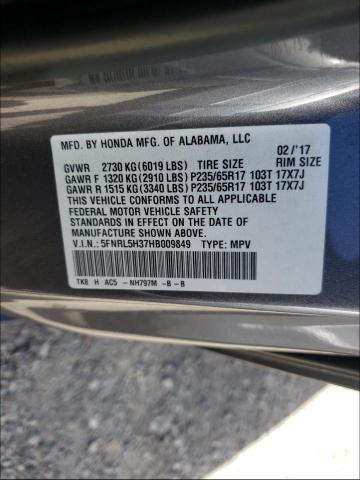 MFD. BY HONDA MFG. OF ALABAMA, LLC 02/'17
GVWR 2730 KG (6019 LBS) TIRE SIZE RIM SIZE
GAWR F 1320 KG (2910 LBS) P235/65R17 103T 17X7J
GAWR R 1515 KG (3340 LBS) P235/65R17 103T 17X7J
THIS VEHICLE CONFORMS TO ALL APPLICABLE
FEDERAL MOTOR VEHICLE SAFETY
STANDARDS IN EFFECT ON THE DATE OF
MANUFACTURE SHOWN ABOVE.
V.I.N.: 5FNRL5H37HB009849 TYPE: MPV
TK8 H AC5 -NH797M -B -B